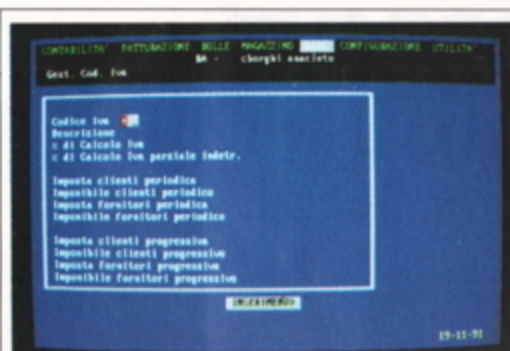 CONTABILITA' FATTURAZIONE BOLLE MAGAZZINO CONFIGURAZIONE UTILITA'
BA -
Gest. Cod. Iva
Codice Iva
Descrizione
x di Calcolo Iva
x di Calcolo Iva parziale indetr.
Imposta clienti periodica
Imponibile clienti periodico
Imposta fornitori periodica
Imponibile fornitori periodico
Imposta clienti progressiva
Imponibile clienti progressivo
Imposta fornitori progressiva
Imponibile fornitori progressivo
INSERIMENTO
19-11-91